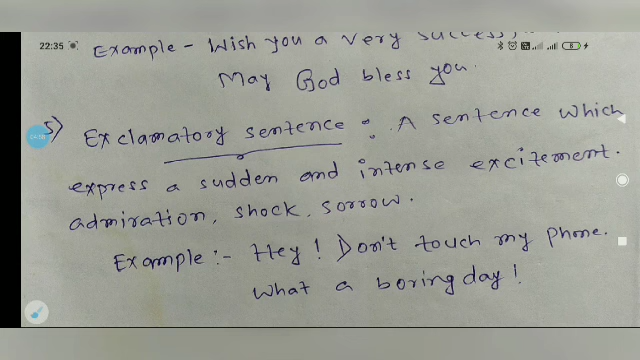 22:35
Example - Wish you a very success,
May God bless you.
5) Exclamatory sentence : A sentence which
express a sudden and intense excitement.
admiration, shock, sorrow.
Example :- Hey! Don't touch my phone.
What a boring day!